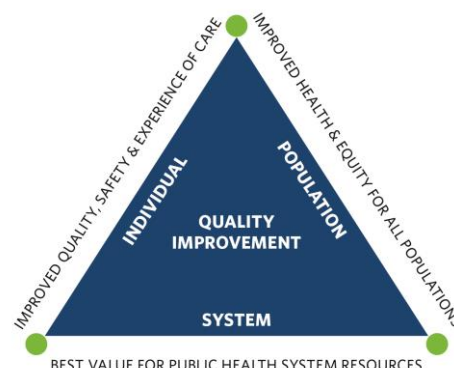 IMPROVED QUALITY, SAFETY & EXPERIENCE OF CARE
IMPROVED HEALTH & EQUITY FOR ALL POPULATIONS
INDIVIDUAL
POPULATION
QUALITY
IMPROVEMENT
SYSTEM
BEST VALUE FOR PUBLIC HEALTH SYSTEM RESOURCES